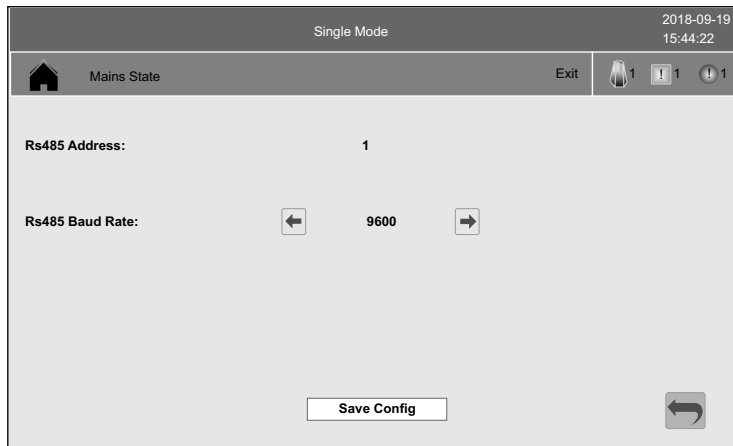 Single Mode
2018-09-19
15:44:22
Mains State
Exit
1
! 1
! 1
Rs485 Address: 1
Rs485 Baud Rate: 9600
Save Config